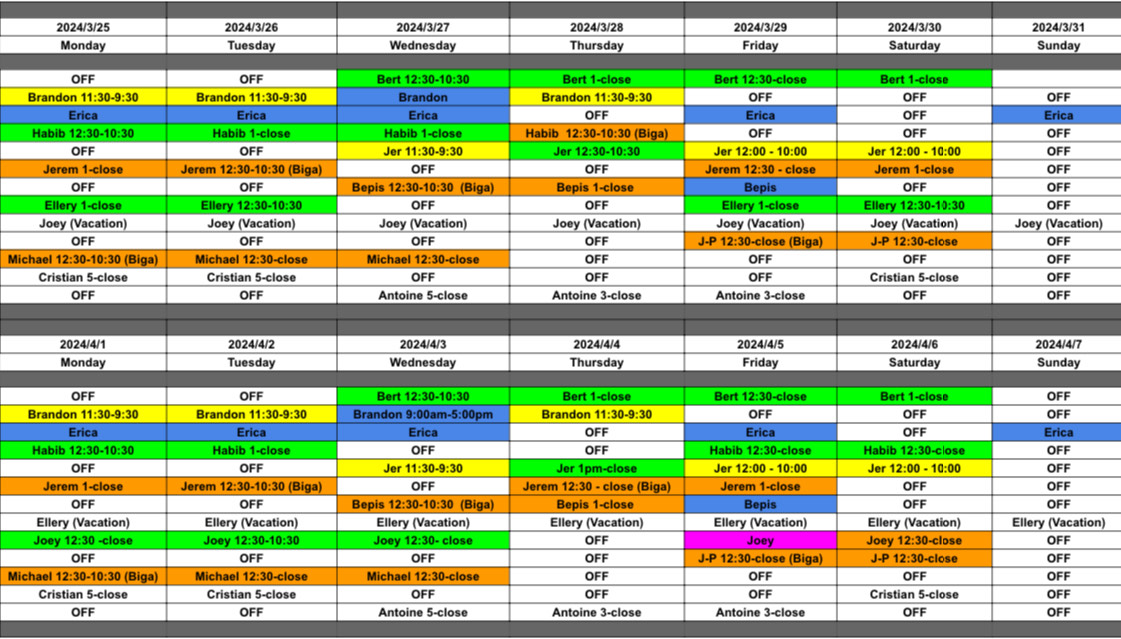 2024/3/25 2024/3/26 2024/3/27 2024/3/28 2024/3/29 2024/3/30 2024/3/31
Monday Tuesday Wednesday Thursday Friday Saturday Sunday
OFF OFF Bert 12:30-10:30 Bert 1-close Bert 12:30-close Bert 1-close
Brandon 11:30-9:30 Brandon 11:30-9:30 Brandon Brandon 11:30-9:30 OFF OFF OFF
Erica Erica Erica OFF Erica OFF Erica
Habib 12:30-10:30 Habib 1-close Habib 1-close Habib 12:30-10:30 (Biga) OFF OFF OFF
OFF OFF Jer 11:30-9:30 Jer 12:30-10:30 Jer 12:00 - 10:00 Jer 12:00 - 10:00 OFF
Jerem 1-close Jerem 12:30-10:30 (Biga) OFF OFF Jerem 12:30 - close Jerem 1-close OFF
OFF OFF Bepis 12:30-10:30 (Biga) Bepis 1-close Bepis OFF OFF
Ellery 1-close Ellery 12:30-10:30 OFF OFF Ellery 1-close Ellery 12:30-10:30 OFF
Joey (Vacation) Joey (Vacation) Joey (Vacation) Joey (Vacation) Joey (Vacation) Joey (Vacation) Joey (Vacation)
OFF OFF OFF OFF J-P 12:30-close (Biga) J-P 12:30-close OFF
Michael 12:30-10:30 (Biga) Michael 12:30-close Michael 12:30-close OFF OFF OFF OFF
Cristian 5-close Cristian 5-close OFF OFF OFF Cristian 5-close OFF
OFF OFF Antoine 5-close Antoine 3-close Antoine 3-close OFF OFF
2024/4/1 2024/4/2 2024/4/3 2024/4/4 2024/4/5 2024/4/6 2024/4/7
Monday Tuesday Wednesday Thursday Friday Saturday Sunday
OFF OFF Bert 12:30-10:30 Bert 1-close Bert 12:30-close Bert 1-close OFF
Brandon 11:30-9:30 Brandon 11:30-9:30 Brandon 9:00am-5:00pm Brandon 11:30-9:30 OFF OFF OFF
Erica Erica Erica OFF Erica OFF Erica
Habib 12:30-10:30 Habib 1-close OFF OFF Habib 12:30-close Habib 12:30-close OFF
OFF OFF Jer 11:30-9:30 Jer 1pm-close Jer 12:00 - 10:00 Jer 12:00 - 10:00 OFF
Jerem 1-close Jerem 12:30-10:30 (Biga) OFF Jerem 12:30 - close (Biga) Jerem 1-close OFF OFF
OFF OFF Bepis 12:30-10:30 (Biga) Bepis 1-close Bepis OFF OFF
Ellery (Vacation) Ellery (Vacation) Ellery (Vacation) Ellery (Vacation) Ellery (Vacation) Ellery (Vacation) Ellery (Vacation)
Joey 12:30 -close Joey 12:30-10:30 Joey 12:30- close OFF Joey Joey 12:30-close OFF
OFF OFF OFF OFF J-P 12:30-close (Biga) J-P 12:30-close OFF
Michael 12:30-10:30 (Biga) Michael 12:30-close Michael 12:30-close OFF OFF OFF OFF
Cristian 5-close Cristian 5-close OFF OFF OFF Cristian 5-close OFF
OFF OFF Antoine 5-close Antoine 3-close Antoine 3-close OFF OFF